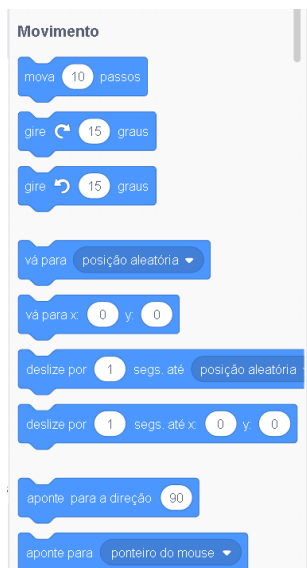 Movimento
mova 10 passos
gire 15 graus
gire 15 graus
vá para posição aleatória
vá para x: 0 y: 0
deslize por 1 segs. até posição aleatória
deslize por 1 segs. até x: 0 y: 0
aponte para a direção 90
aponte para ponteiro do mouse